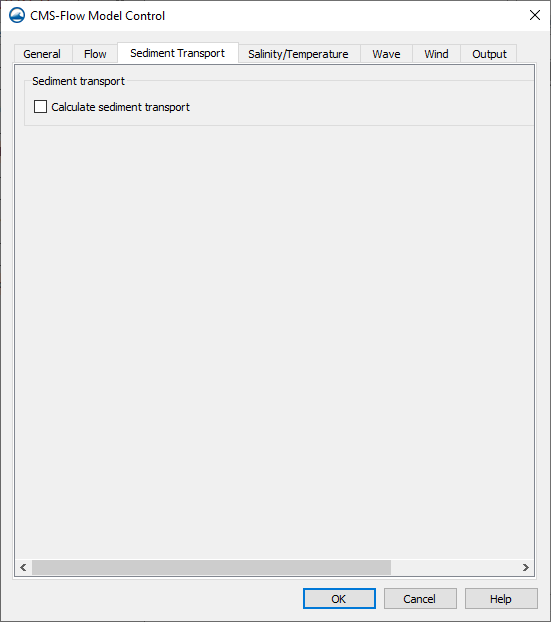 CMS-Flow Model Control
General Flow Sediment Transport Salinity/Temperature Wave Wind Output
Sediment transport
Calculate sediment transport
OK Cancel Help